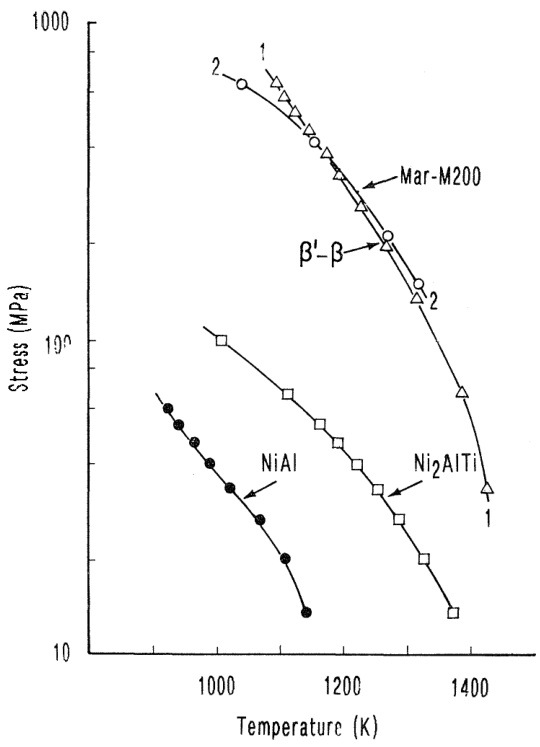 1000
1
2
Mar-M200
β'-β
2
Stress (MPa)
100
NiAl
Ni₂AlTi
1
10
1000
1200
1400
Temperature (K)